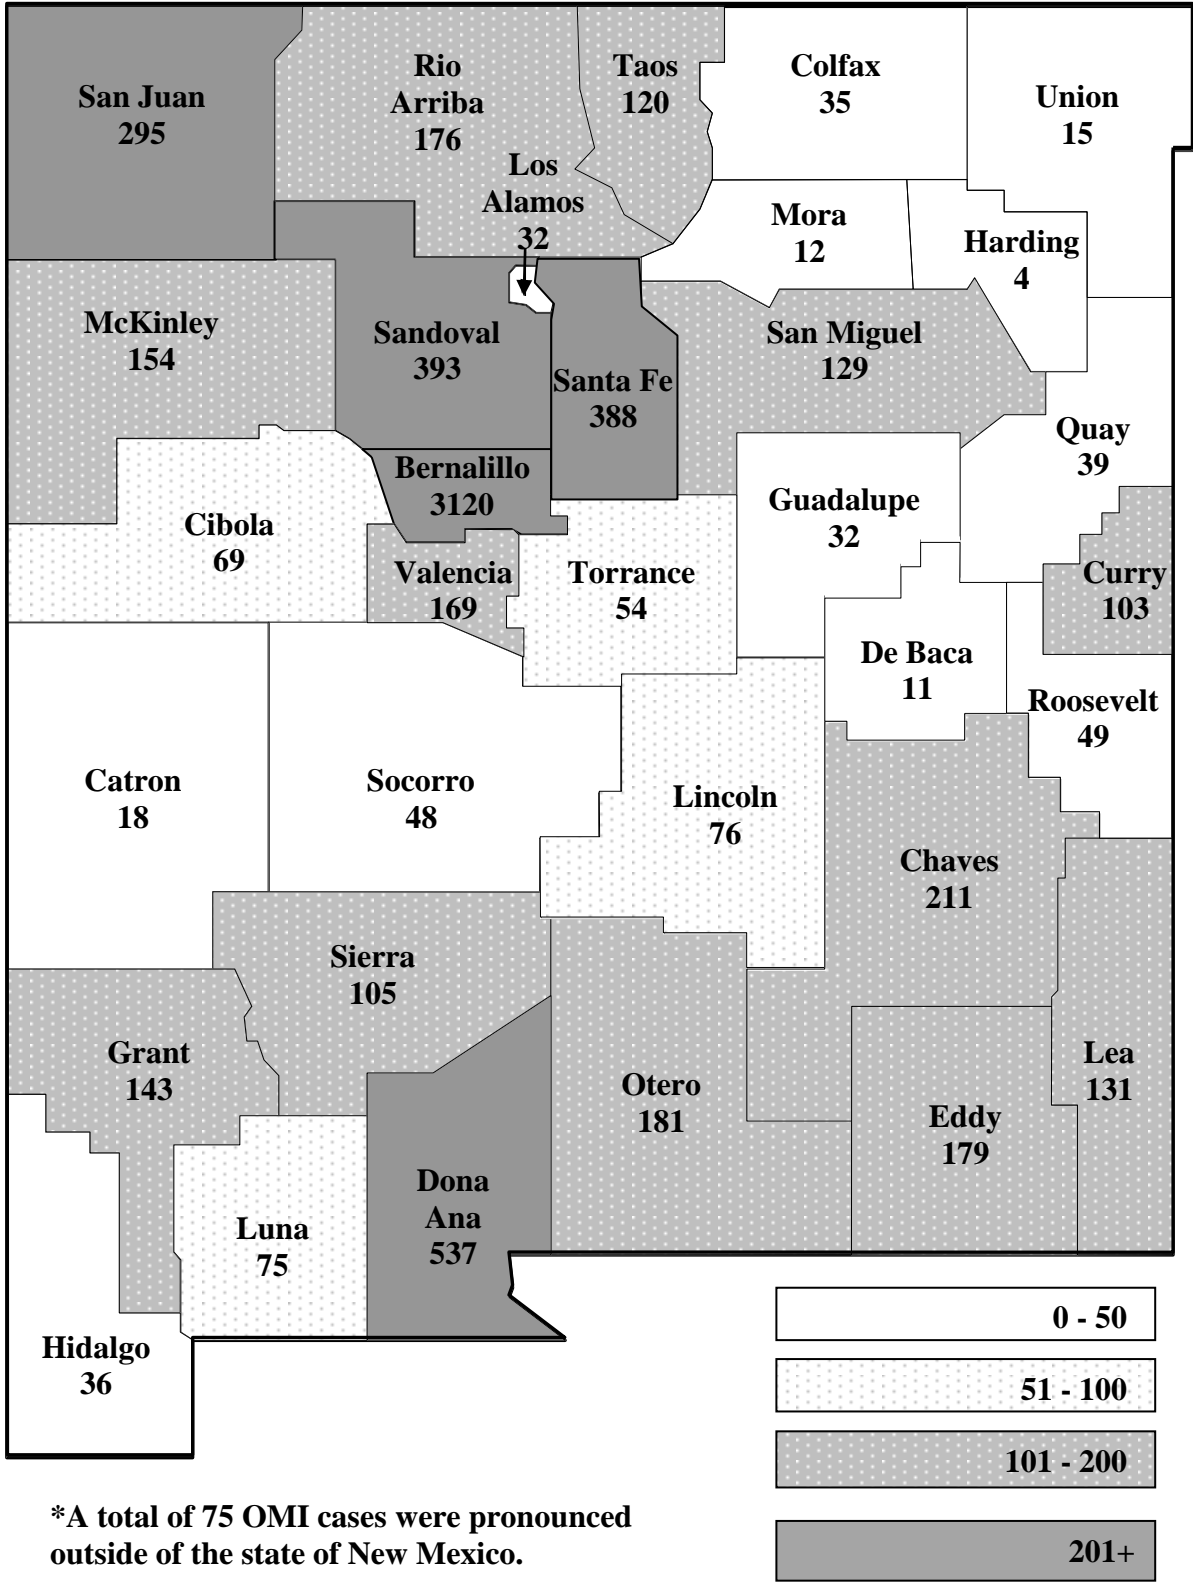 San Juan
295
Rio
Arriba
176
Taos
120
Colfax
35
Union
15
Los
Alamos
32
Mora
12
Harding
4
McKinley
154
Sandoval
393
Santa Fe
388
San Miguel
129
Quay
39
Bernalillo
3120
Guadalupe
32
Cibola
69
Valencia
169
Torrance
54
Curry
103
De Baca
11
Roosevelt
49
Catron
18
Socorro
48
Lincoln
76
Chaves
211
Sierra
105
Grant
143
Otero
181
Lea
131
Eddy
179
Dona
Ana
537
Luna
75
Hidalgo
36
0 - 50
51 - 100
101 - 200
201+
*A total of 75 OMI cases were pronounced
outside of the state of New Mexico.